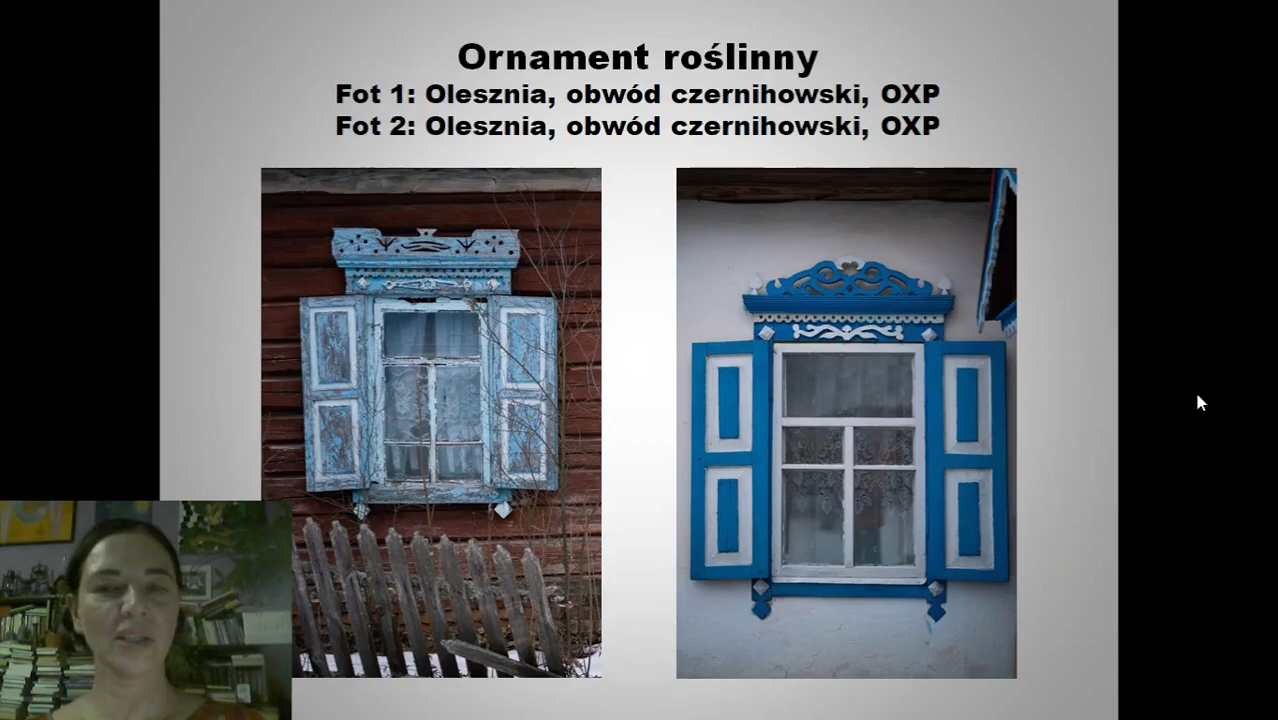 Ornament roślinny
Fot 1: Olesznia, obwód czernihowski, OXP
Fot 2: Olesznia, obwód czernihowski, OXP